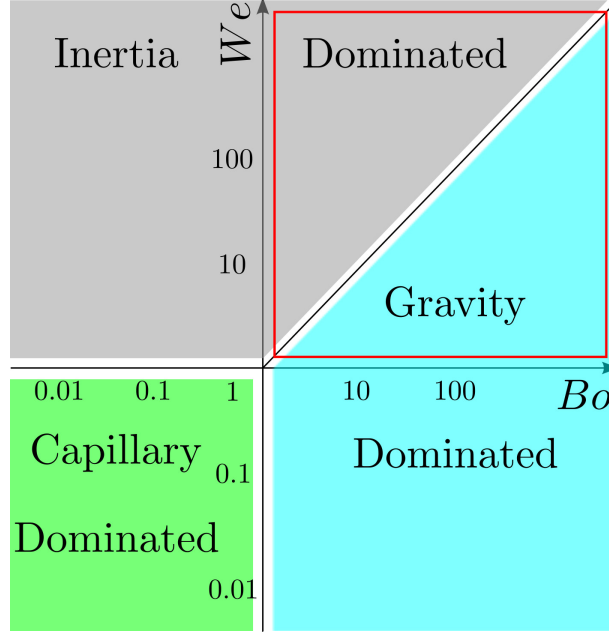 Inertia
We
Dominated
100
10
Gravity
0.01 0.1 1 10 100
Bo
Capillary
Dominated
0.1
Dominated
0.01